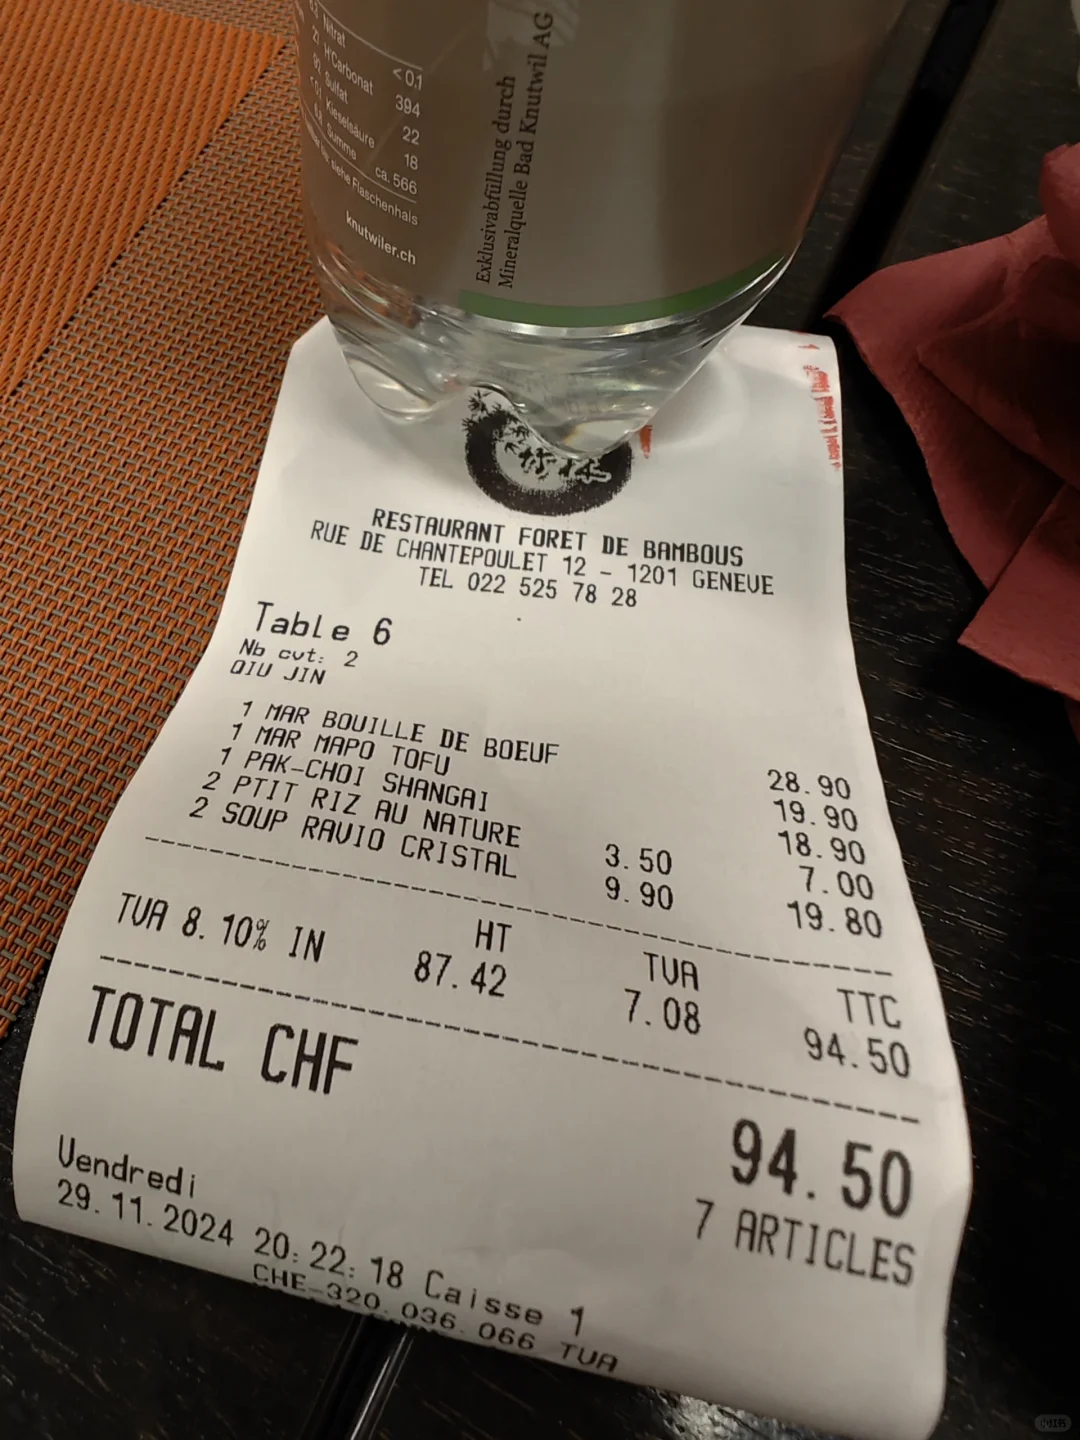 Nitrat <0.1
H'Carbonat 394
Sulfat 22
Kieselsäure 18
Summe ca. 566
siehe Flaschenhals
knutwiler.ch
Exklusivabfüllung durch
Mineralquelle Bad Knutwil AG
RESTAURANT FORET DE BAMBOUS
RUE DE CHANTEPOULET 12 - 1201 GENEVE
TEL 022 525 78 28
Table 6
Nb cvt: 2
QIU JIN
1 MAR BOUILLE DE BOEUF 28.90
1 MAR MAPO TOFU 19.90
1 PAK-CHOI SHANGAI 18.90
2 PTIT RIZ AU NATURE 3.50 7.00
2 SOUP RAVIO CRISTAL 9.90 19.80
HT TVA TTC
TVA 8.10% IN 87.42 7.08 94.50
TOTAL CHF 94.50
7 ARTICLES
Vendredi
29.11.2024 20:22:18 Caisse 1
CHE-320.036.066 TVA
小红书